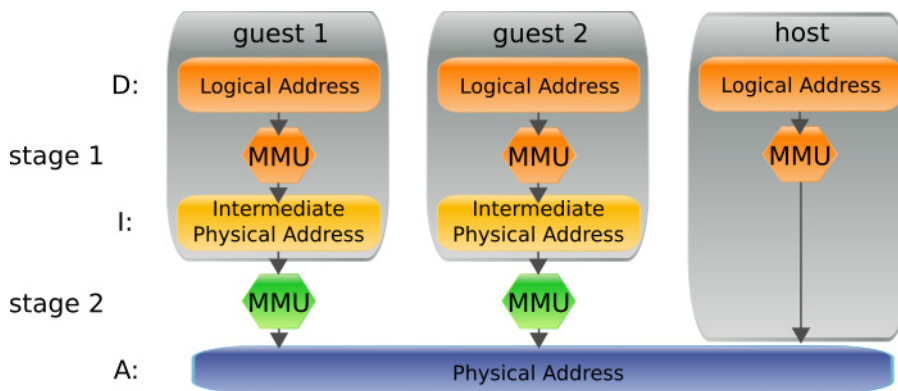 guest 1 guest 2 host
D: Logical Address Logical Address Logical Address
stage 1 MMU MMU MMU
I: Intermediate Physical Address Intermediate Physical Address
stage 2 MMU MMU
A: Physical Address